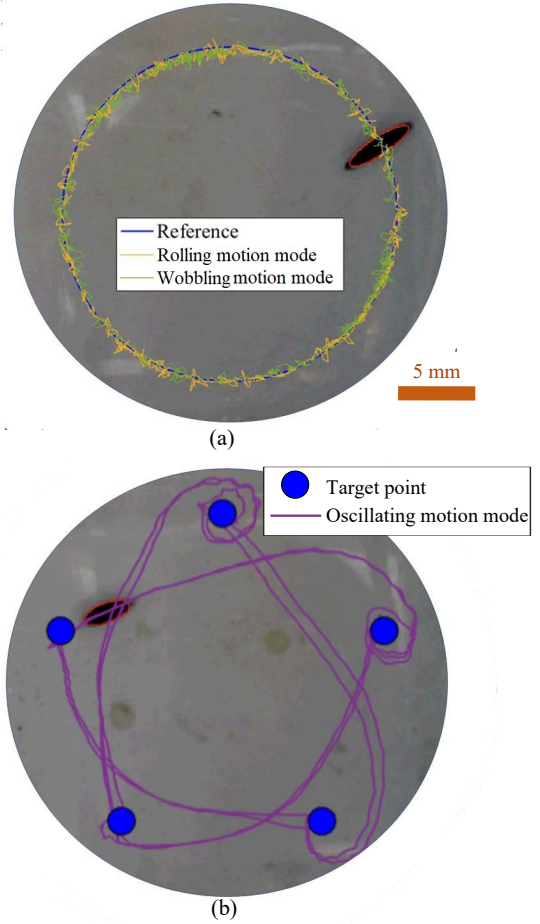 Reference
Rolling motion mode
Wobbling motion mode
5 mm
(a)
Target point
Oscillating motion mode
(b)